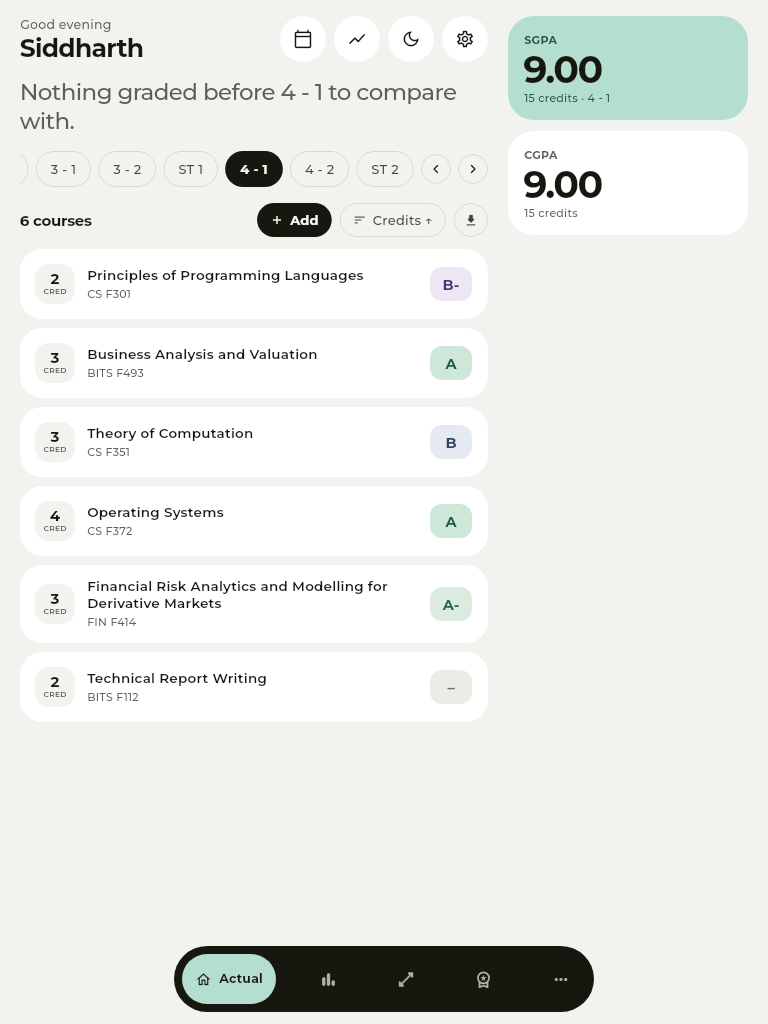 Good evening
Siddharth
Nothing graded before 4 - 1 to compare
with.
3 - 1
3 - 2
ST 1
4 - 1
4 - 2
ST 2
6 courses
+ Add
Credits ↑
2
CRED
Principles of Programming Languages
CS F301
B-
3
CRED
Business Analysis and Valuation
BITS F493
A
3
CRED
Theory of Computation
CS F351
B
4
CRED
Operating Systems
CS F372
A
3
CRED
Financial Risk Analytics and Modelling for
Derivative Markets
FIN F414
A-
2
CRED
Technical Report Writing
BITS F112
–
SGPA
9.00
15 credits · 4 - 1
CGPA
9.00
15 credits
Actual